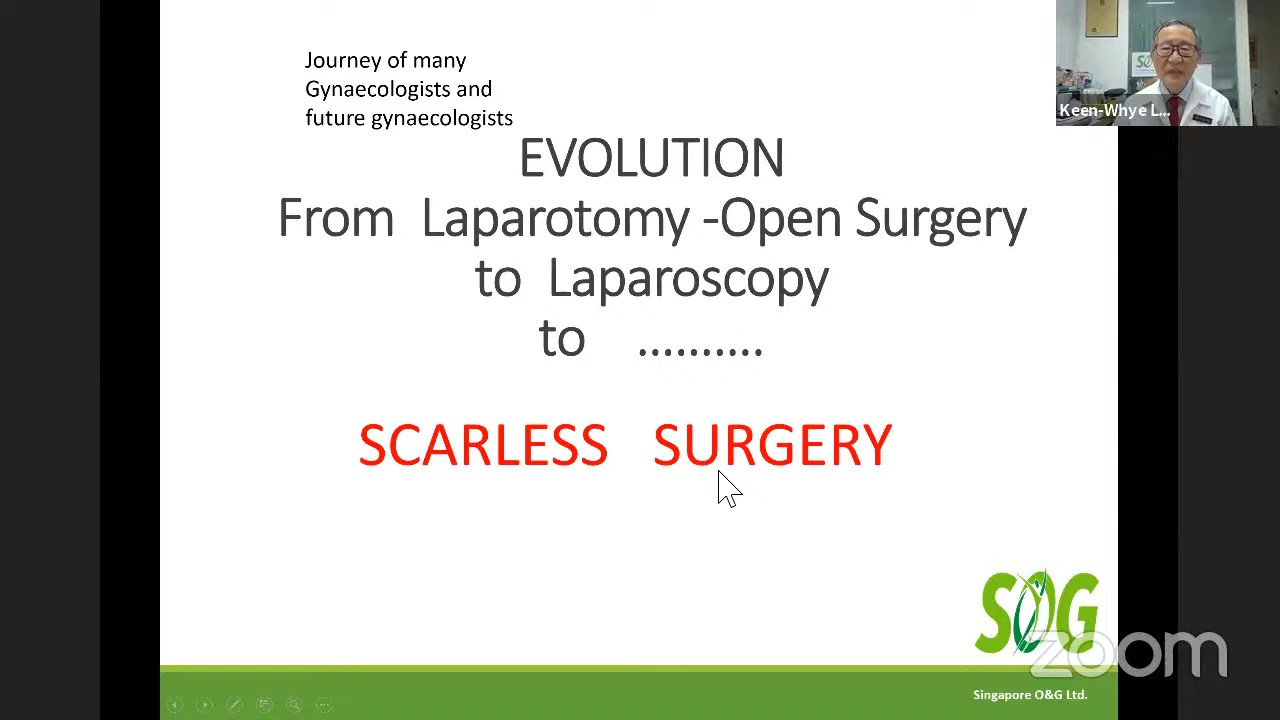 Journey of many
Gynaecologists and
future gynaecologists
EVOLUTION
From Laparotomy -Open Surgery
to Laparoscopy
to ..........
SCARLESS SURGERY
Keen-Whye L...
SOG
zoom
Singapore O&G Ltd.